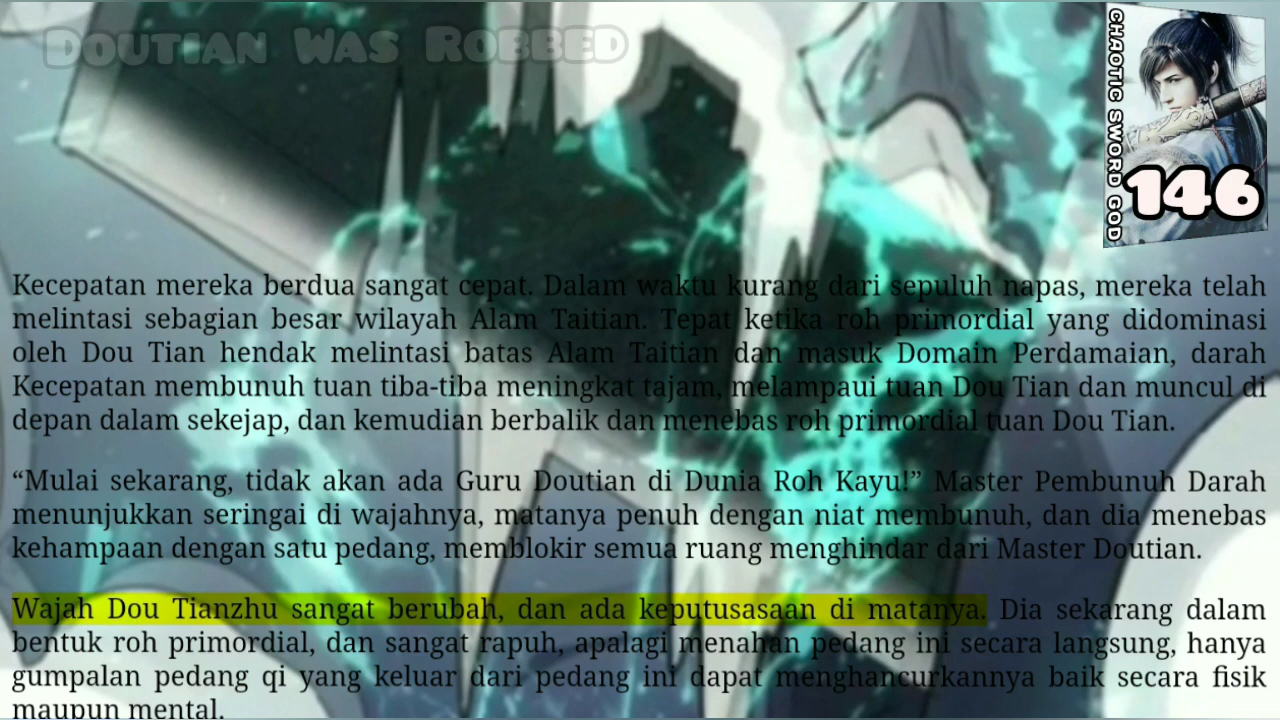 Doutian Was Robbed
CHAOTIC SWORD GOD
146
Kecepatan mereka berdua sangat cepat. Dalam waktu kurang dari sepuluh napas, mereka telah
melintasi sebagian besar wilayah Alam Taitian. Tepat ketika roh primordial yang didominasi
oleh Dou Tian hendak melintasi batas Alam Taitian dan masuk Domain Perdamaian, darah
Kecepatan membunuh tuan tiba-tiba meningkat tajam, melampaui tuan Dou Tian dan muncul di
depan dalam sekejap, dan kemudian berbalik dan menebas roh primordial tuan Dou Tian.
“Mulai sekarang, tidak akan ada Guru Doutian di Dunia Roh Kayu!” Master Pembunuh Darah
menunjukkan seringai di wajahnya, matanya penuh dengan niat membunuh, dan dia menebas
kehampaan dengan satu pedang, memblokir semua ruang menghindar dari Master Doutian.
Wajah Dou Tianzhu sangat berubah, dan ada keputusasaan di matanya. Dia sekarang dalam
bentuk roh primordial, dan sangat rapuh, apalagi menahan pedang ini secara langsung, hanya
gumpalan pedang qi yang keluar dari pedang ini dapat menghancurkannya baik secara fisik
maupun mental.